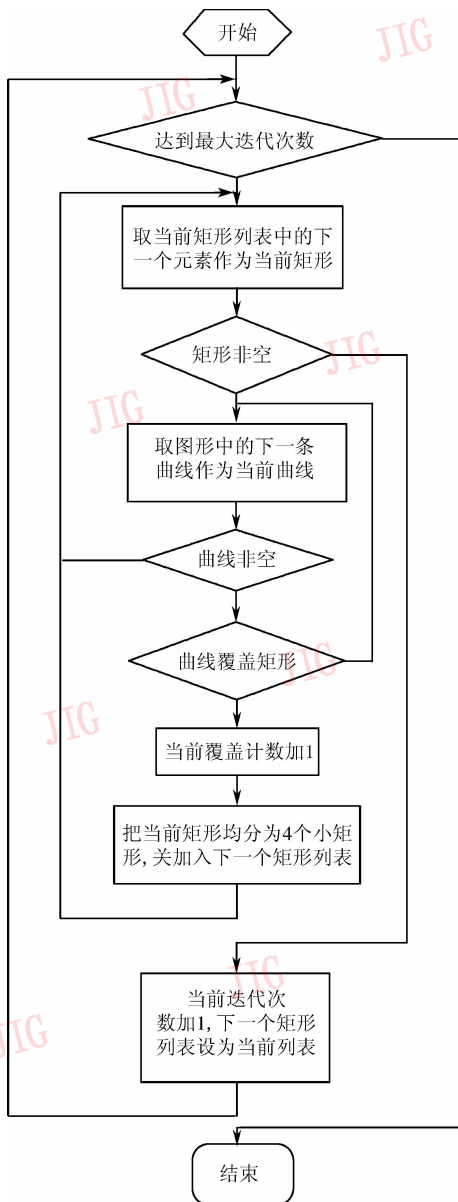 开始
JIG
JIG
达到最大迭代次数
取当前矩形列表中的下
一个元素作为当前矩形
矩形非空
JIG
JIG
取图形中的下一条
曲线作为当前曲线
曲线非空
曲线覆盖矩形
JIG
JIG
当前覆盖计数加1
把当前矩形均分为4个小矩
形,关加入下一个矩形列表
JIG
当前迭代次
数加1,下一个矩形
列表设为当前列表
JIG
结束